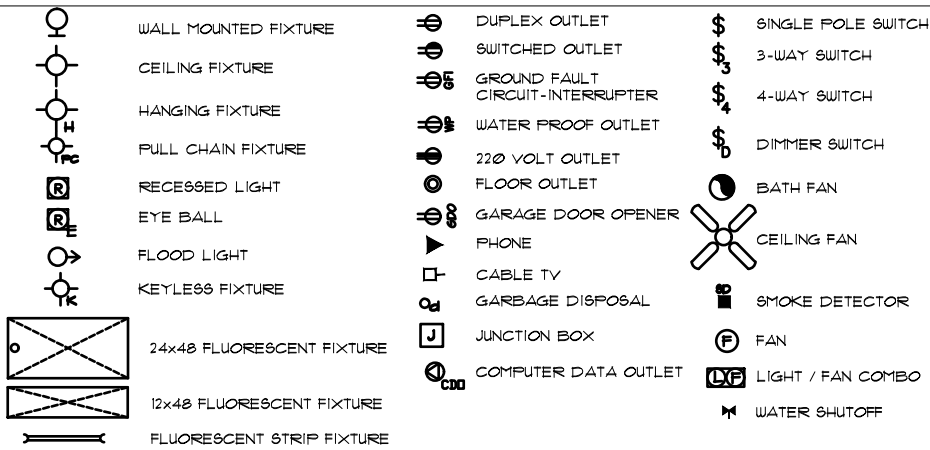 WALL MOUNTED FIXTURE
CEILING FIXTURE
H HANGING FIXTURE
PC PULL CHAIN FIXTURE
R RECESSED LIGHT
R E EYE BALL
FLOOD LIGHT
K KEYLESS FIXTURE
24x48 FLUORESCENT FIXTURE
12x48 FLUORESCENT FIXTURE
FLUORESCENT STRIP FIXTURE
DUPLEX OUTLET
SWITCHED OUTLET
GFI GROUND FAULT
CIRCUIT-INTERRUPTER
WP WATER PROOF OUTLET
220 VOLT OUTLET
FLOOR OUTLET
GDO GARAGE DOOR OPENER
PHONE
CABLE TV
d GARBAGE DISPOSAL
J JUNCTION BOX
CDO COMPUTER DATA OUTLET
$ SINGLE POLE SWITCH
$3 3-WAY SWITCH
$4 4-WAY SWITCH
$D DIMMER SWITCH
BATH FAN
CEILING FAN
SD
SMOKE DETECTOR
F FAN
L F LIGHT / FAN COMBO
WATER SHUTOFF